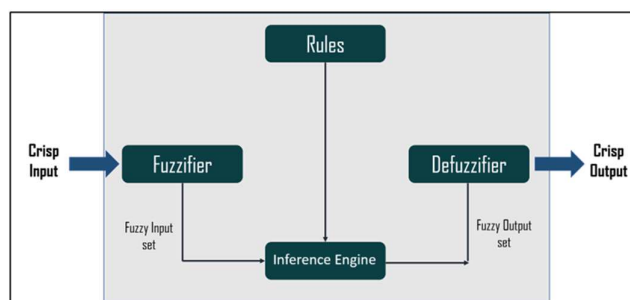 Rules
Crisp
Input
Fuzzifier
Defuzzifier
Crisp
Output
Fuzzy Input
set
Fuzzy Output
set
Inference Engine